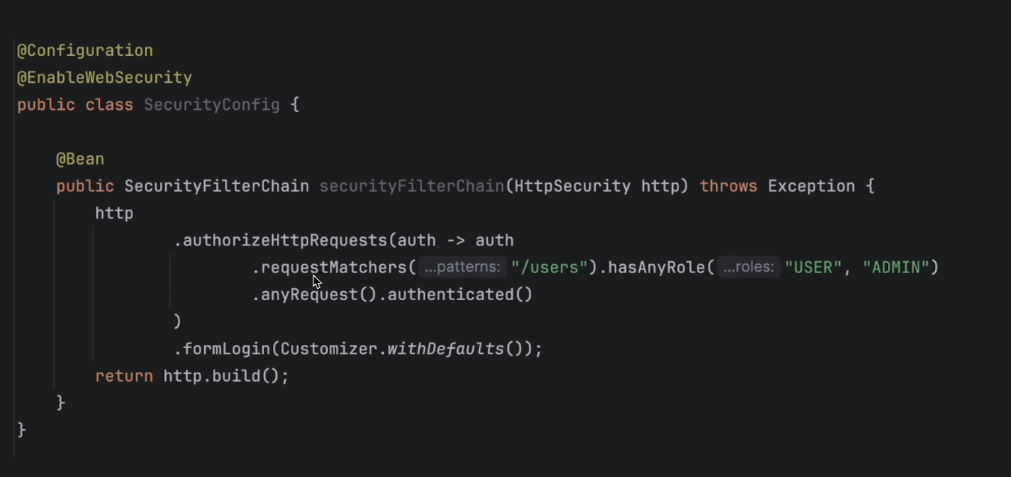 @Configuration
@EnableWebSecurity
public class SecurityConfig {
@Bean
public SecurityFilterChain securityFilterChain(HttpSecurity http) throws Exception {
http
.authorizeHttpRequests(auth -> auth
.requestMatchers( ...patterns: "/users").hasAnyRole( ...roles: "USER", "ADMIN")
.anyRequest().authenticated()
)
.formLogin(Customizer.withDefaults());
return http.build();
}
}